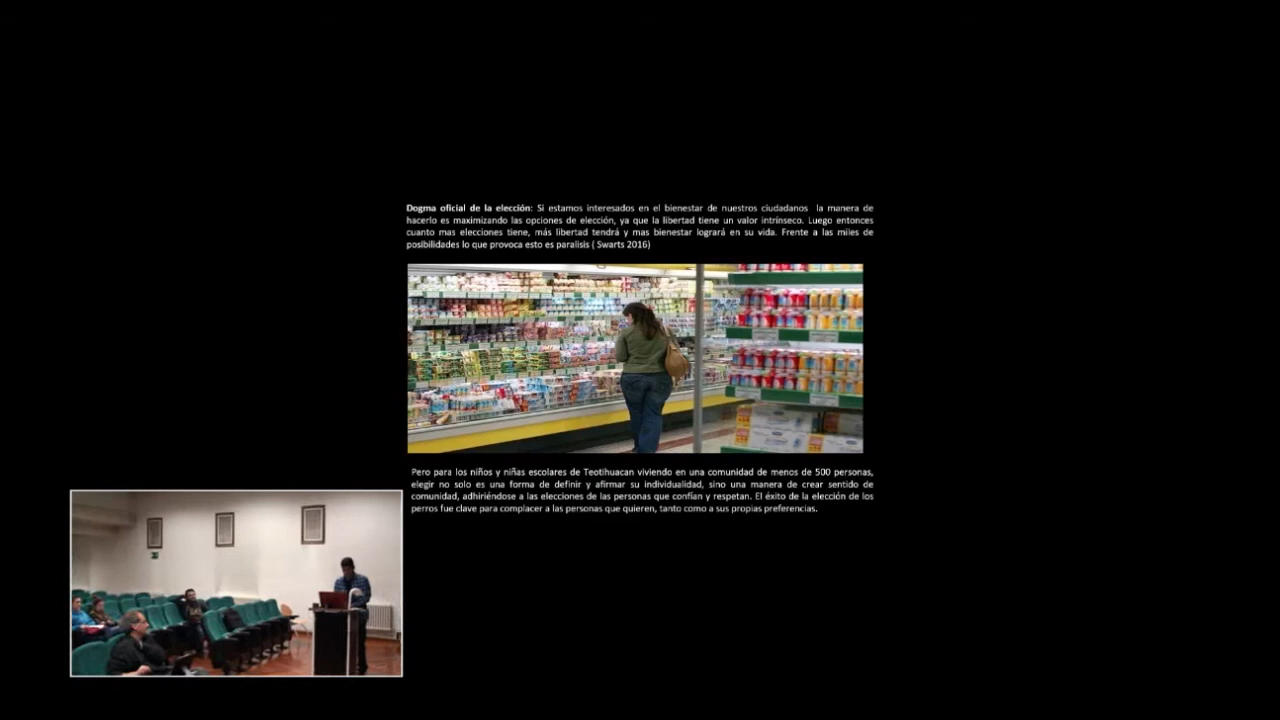 Dogma oficial de la elección: Si estamos interesados en el bienestar de nuestros ciudadanos la manera de
hacerlo es maximizando las opciones de elección, ya que la libertad tiene un valor intrínseco. Luego entonces
cuanto mas elecciones tiene, más libertad tendrá y mas bienestar logrará en su vida. Frente a las miles de
posibilidades lo que provoca esto es paralisis ( Swarts 2016)
Pero para los niños y niñas escolares de Teotihuacan viviendo en una comunidad de menos de 500 personas,
elegir no solo es una forma de definir y afirmar su individualidad, sino una manera de crear sentido de
comunidad, adhiriéndose a las elecciones de las personas que confían y respetan. El éxito de la elección de los
perros fue clave para complacer a las personas que quieren, tanto como a sus propias preferencias.